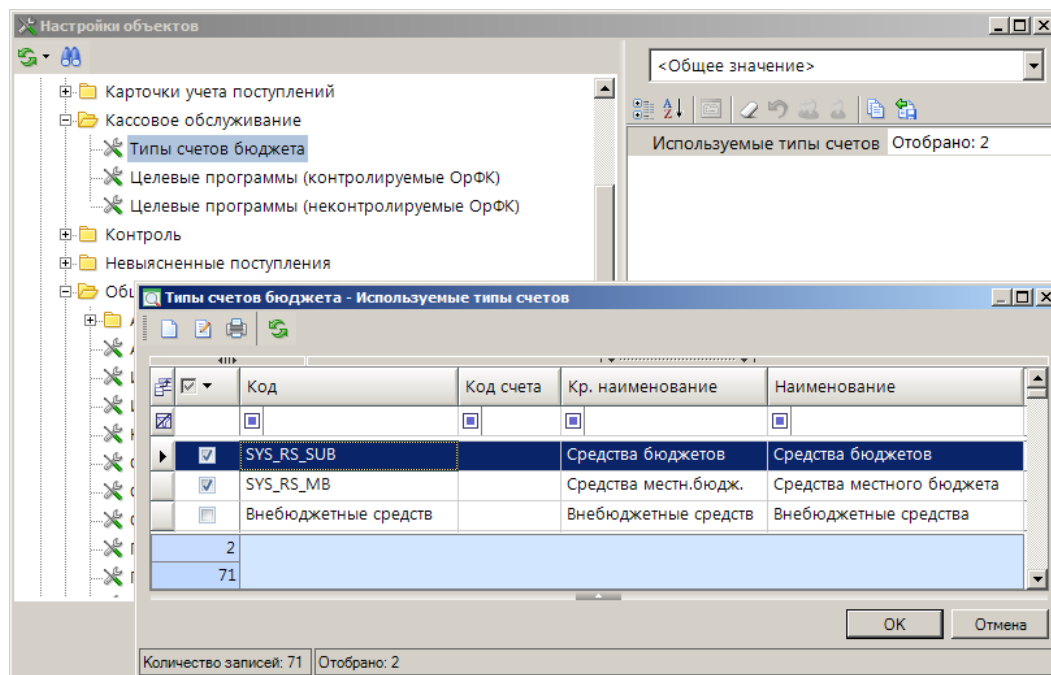 Настройки объектов
<Общее значение>
Карточки учета поступлений
Кассовое обслуживание
Типы счетов бюджета
Используемые типы счетов Отобрано: 2
Целевые программы (контролируемые ОрФК)
Целевые программы (неконтролируемые ОрФК)
Контроль
Невыясненные поступления
Типы счетов бюджета - Используемые типы счетов
Код Код счета Кр. наименование Наименование
SYS_RS_SUB Средства бюджетов Средства бюджетов
SYS_RS_MB Средства местн.бюдж. Средства местного бюджета
Внебюджетные средств Внебюджетные средств Внебюджетные средства
2
71
OK Отмена
Количество записей: 71 Отобрано: 2